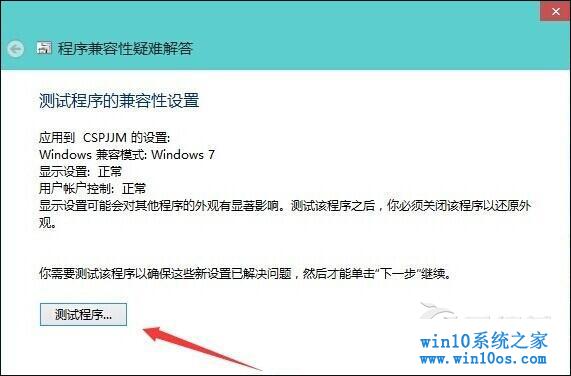 程序兼容性疑难解答
测试程序的兼容性设置
应用到 CSPJJM 的设置:
Windows 兼容模式: Windows 7
显示设置: 正常
用户帐户控制: 正常
显示设置可能会对其他程序的外观有显著影响。测试该程序之后，你必须关闭该程序以还原外
观。
你需要测试该程序以确保这些新设置已解决问题，然后才能单击“下一步”继续。
测试程序...
win10系统之家
www.win10os.com